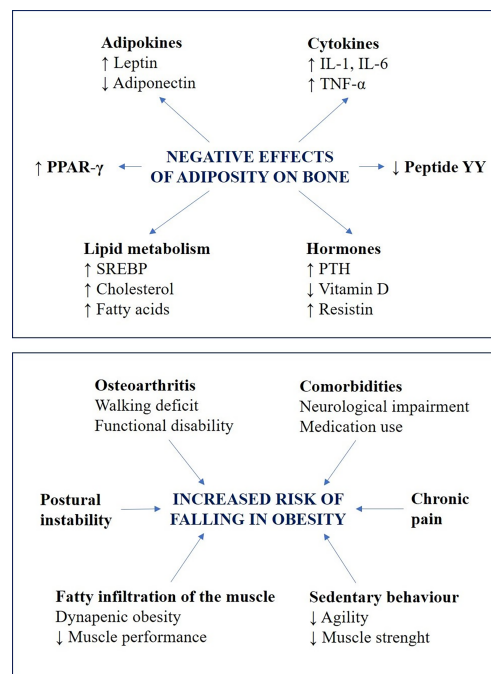 Adipokines
↑ Leptin
↓ Adiponectin
Cytokines
↑ IL-1, IL-6
↑ TNF-α
↑ PPAR-γ
NEGATIVE EFFECTS
OF ADIPOSITY ON BONE
↓ Peptide YY
Lipid metabolism
↑ SREBP
↑ Cholesterol
↑ Fatty acids
Hormones
↑ PTH
↓ Vitamin D
↑ Resistin
Osteoarthritis
Walking deficit
Functional disability
Comorbidities
Neurological impairment
Medication use
Postural
instability
INCREASED RISK OF
FALLING IN OBESITY
Chronic
pain
Fatty infiltration of the muscle
Dynapenic obesity
↓ Muscle performance
Sedentary behaviour
↓ Agility
↓ Muscle strenght